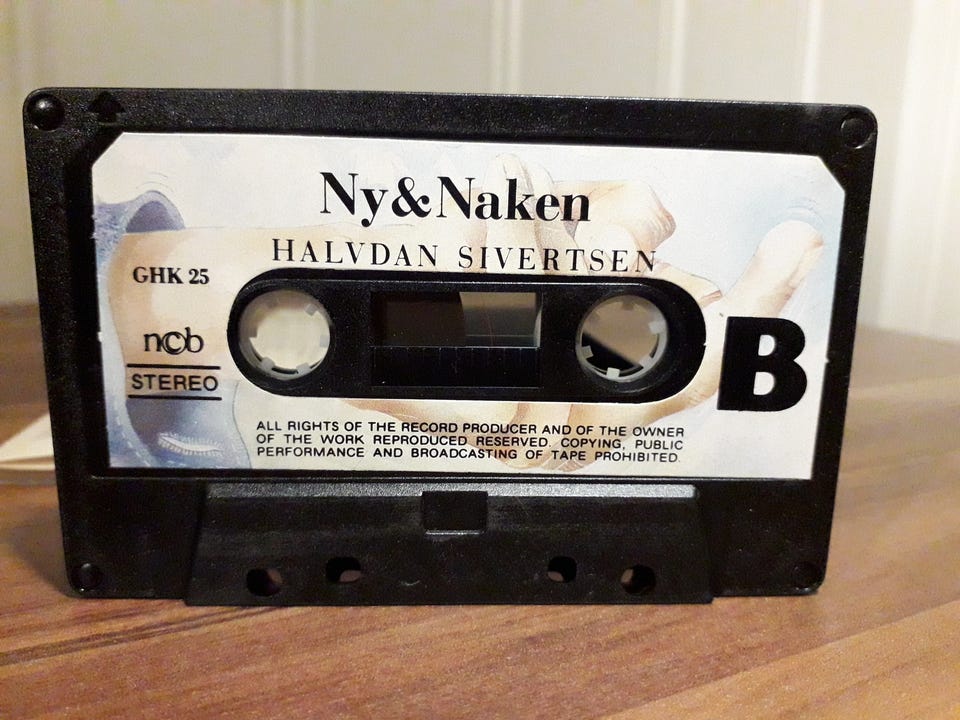 Ny&Naken
HALVDAN SIVERTSEN
GHK 25
ncb
STEREO
B
ALL RIGHTS OF THE RECORD PRODUCER AND OF THE OWNER
OF THE WORK REPRODUCED RESERVED. COPYING, PUBLIC
PERFORMANCE AND BROADCASTING OF TAPE PROHIBITED.